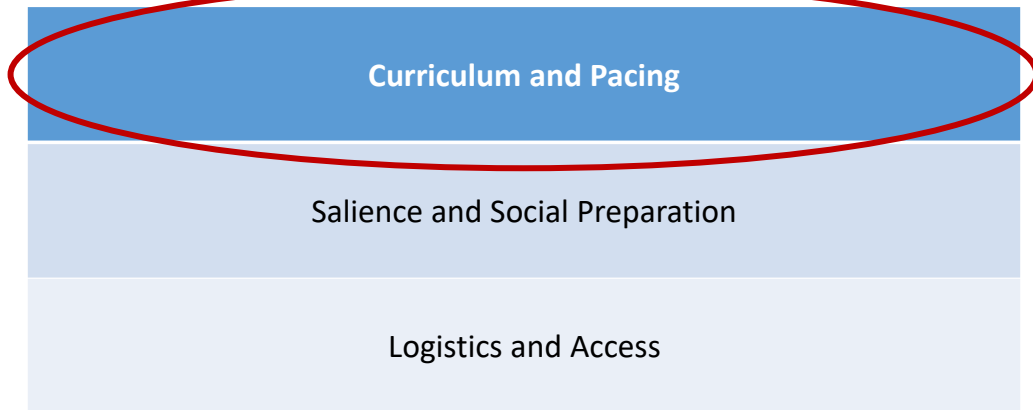 Curriculum and Pacing
Salience and Social Preparation
Logistics and Access